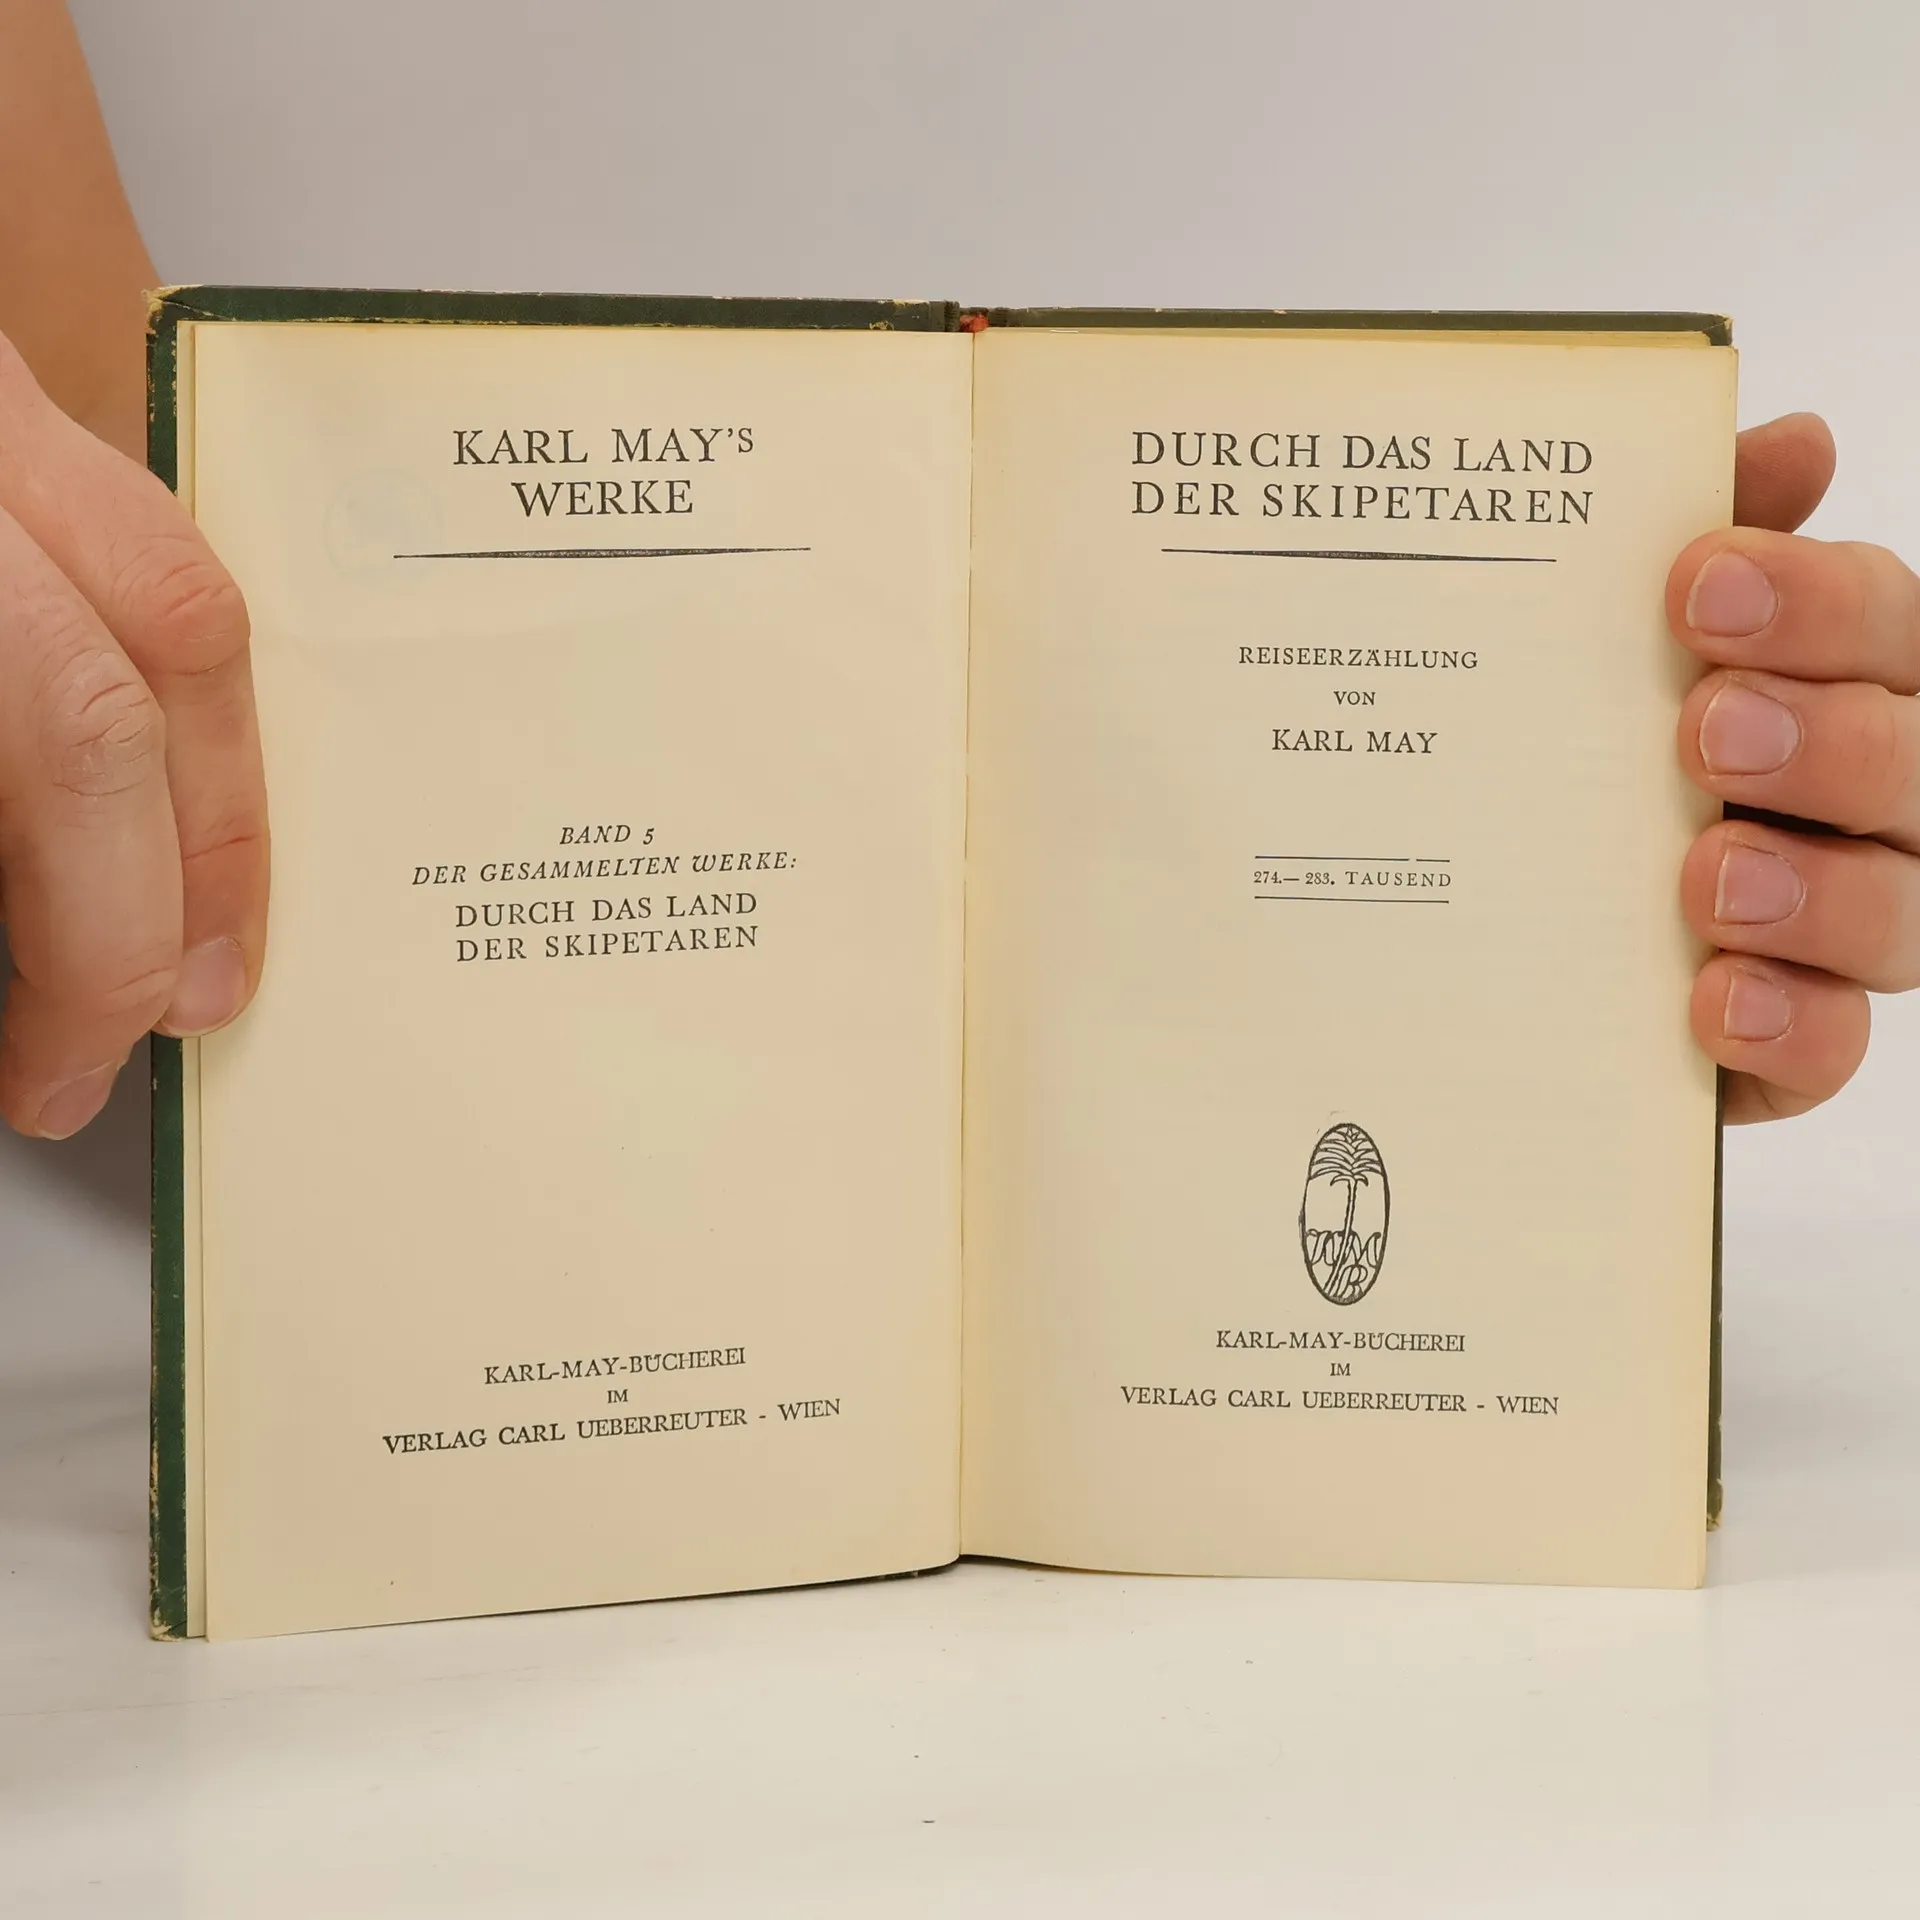 KARL MAY'S
WERKE
BAND 5
DER GESAMMELTEN WERKE:
DURCH DAS LAND
DER SKIPETAREN
KARL-MAY-BÜCHEREI
IM
VERLAG CARL UEBERREUTER - WIEN
DURCH DAS LAND
DER SKIPETAREN
REISEERZÄHLUNG
VON
KARL MAY
274.— 283. TAUSEND
KARL-MAY-BÜCHEREI
IM
VERLAG CARL UEBERREUTER - WIEN